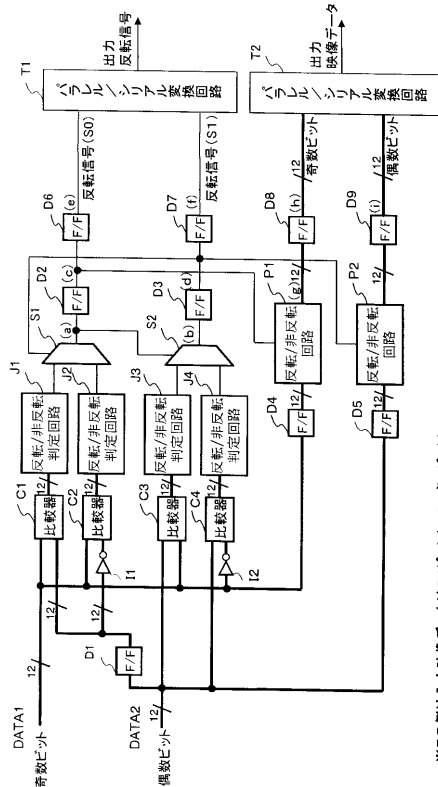 DATA1
奇数ビット
12
DATA2
偶数ビット
12
D1
F/F
12
12
I1
I2
C1
比較器
C2
比較器
C3
比較器
C4
比較器
12
12
12
12
J1
反転/非反転
判定回路
J2
反転/非反転
判定回路
J3
反転/非反転
判定回路
J4
反転/非反転
判定回路
S1
(a)
S2
(b)
D2
F/F
(c)
D3
F/F
(d)
D4
F/F
12
D5
F/F
12
P1
反転/非反転
回路
(g)
12
P2
反転/非反転
回路
12
D6
F/F
(e)
D7
F/F
(f)
D8
F/F
(h)
D9
F/F
(i)
反転信号(S0)
反転信号(S1)
12
奇数ビット
12
偶数ビット
T1
パラレル/シリアル変換回路
出力
反転信号
T2
パラレル/シリアル変換回路
出力
映像データ